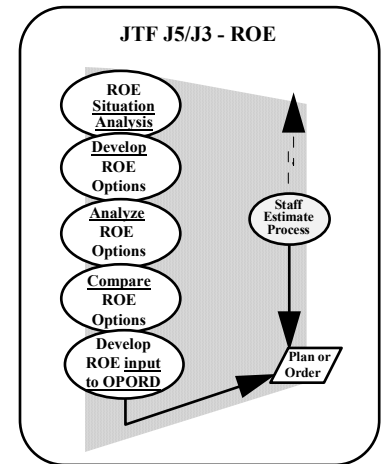 JTF J5/J3 - ROE
ROE
Situation
Analysis
Develop
ROE
Options
Analyze
ROE
Options
Compare
ROE
Options
Develop
ROE input
to OPORD
Staff
Estimate
Process
Plan or
Order